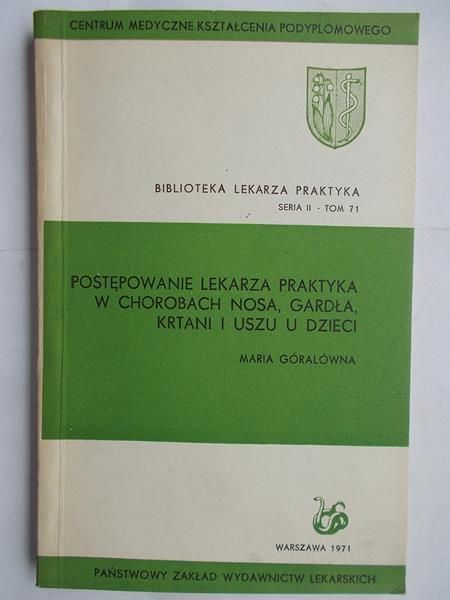 CENTRUM MEDYCZNE KSZTAŁCENIA PODYPLOMOWEGO
BIBLIOTEKA LEKARZA PRAKTYKA
SERIA II · TOM 71
POSTĘPOWANIE LEKARZA PRAKTYKA
W CHOROBACH NOSA, GARDŁA,
KRTANI I USZU U DZIECI
MARIA GÓRALÓWNA
WARSZAWA 1971
PAŃSTWOWY ZAKŁAD WYDAWNICTW LEKARSKICH